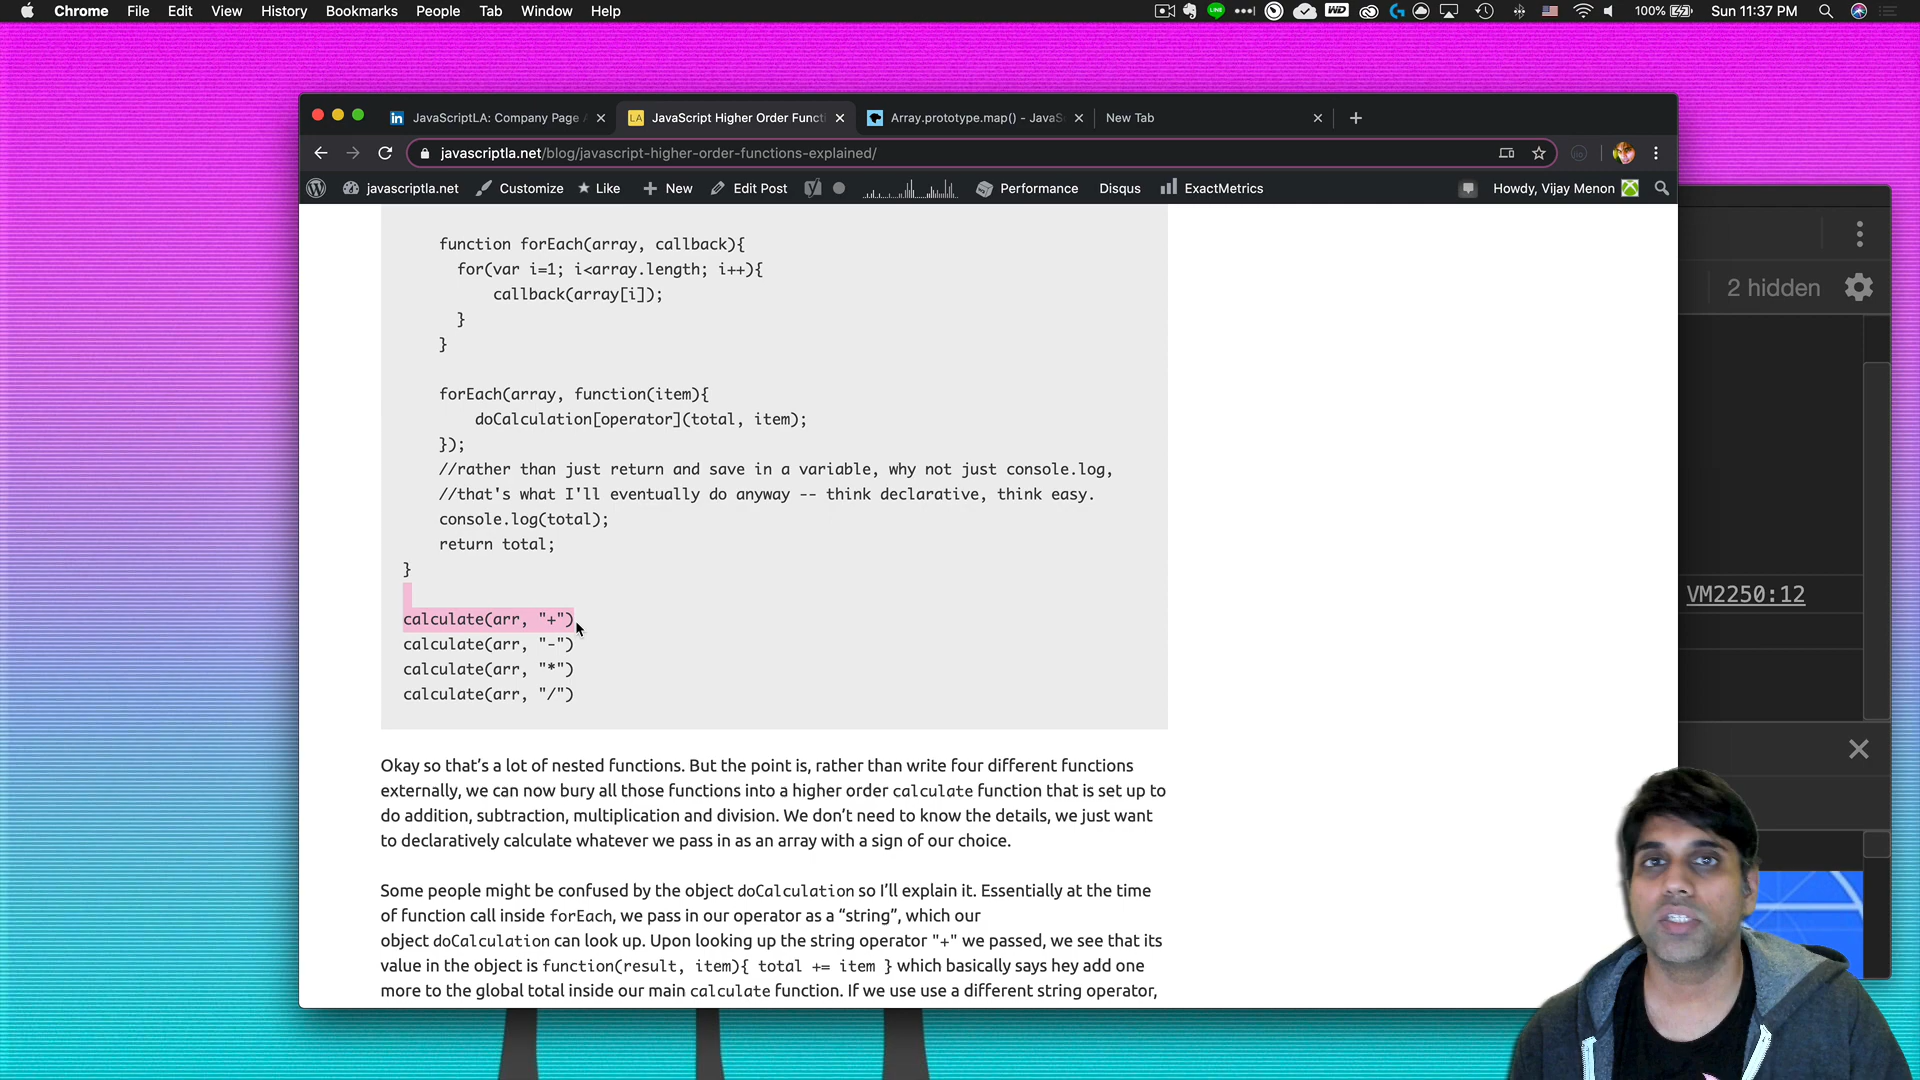 Chrome File Edit View History Bookmarks People Tab Window Help
LINE WD 100% Sun 11:37 PM
in JavaScriptLA: Company Page
LA JavaScript Higher Order Funct
Array.prototype.map() - JavaS
New Tab
javascriptla.net/blog/javascript-higher-order-functions-explained/
javascriptla.net Customize Like New Edit Post Performance Disqus ExactMetrics Howdy, Vijay Menon
function forEach(array, callback){
for(var i=1; i<array.length; i++){
callback(array[i]);
}
}
forEach(array, function(item){
doCalculation[operator](total, item);
});
//rather than just return and save in a variable, why not just console.log,
//that's what I'll eventually do anyway -- think declarative, think easy.
console.log(total);
return total;
}
calculate(arr, "+")
calculate(arr, "-")
calculate(arr, "*")
calculate(arr, "/")
Okay so that’s a lot of nested functions. But the point is, rather than write four different functions
externally, we can now bury all those functions into a higher order calculate function that is set up to
do addition, subtraction, multiplication and division. We don’t need to know the details, we just want
to declaratively calculate whatever we pass in as an array with a sign of our choice.
Some people might be confused by the object doCalculation so I’ll explain it. Essentially at the time
of function call inside forEach, we pass in our operator as a “string”, which our
object doCalculation can look up. Upon looking up the string operator "+" we passed, we see that its
value in the object is function(result, item){ total += item } which basically says hey add one
more to the global total inside our main calculate function. If we use use a different string operator,
2 hidden
VM2250:12